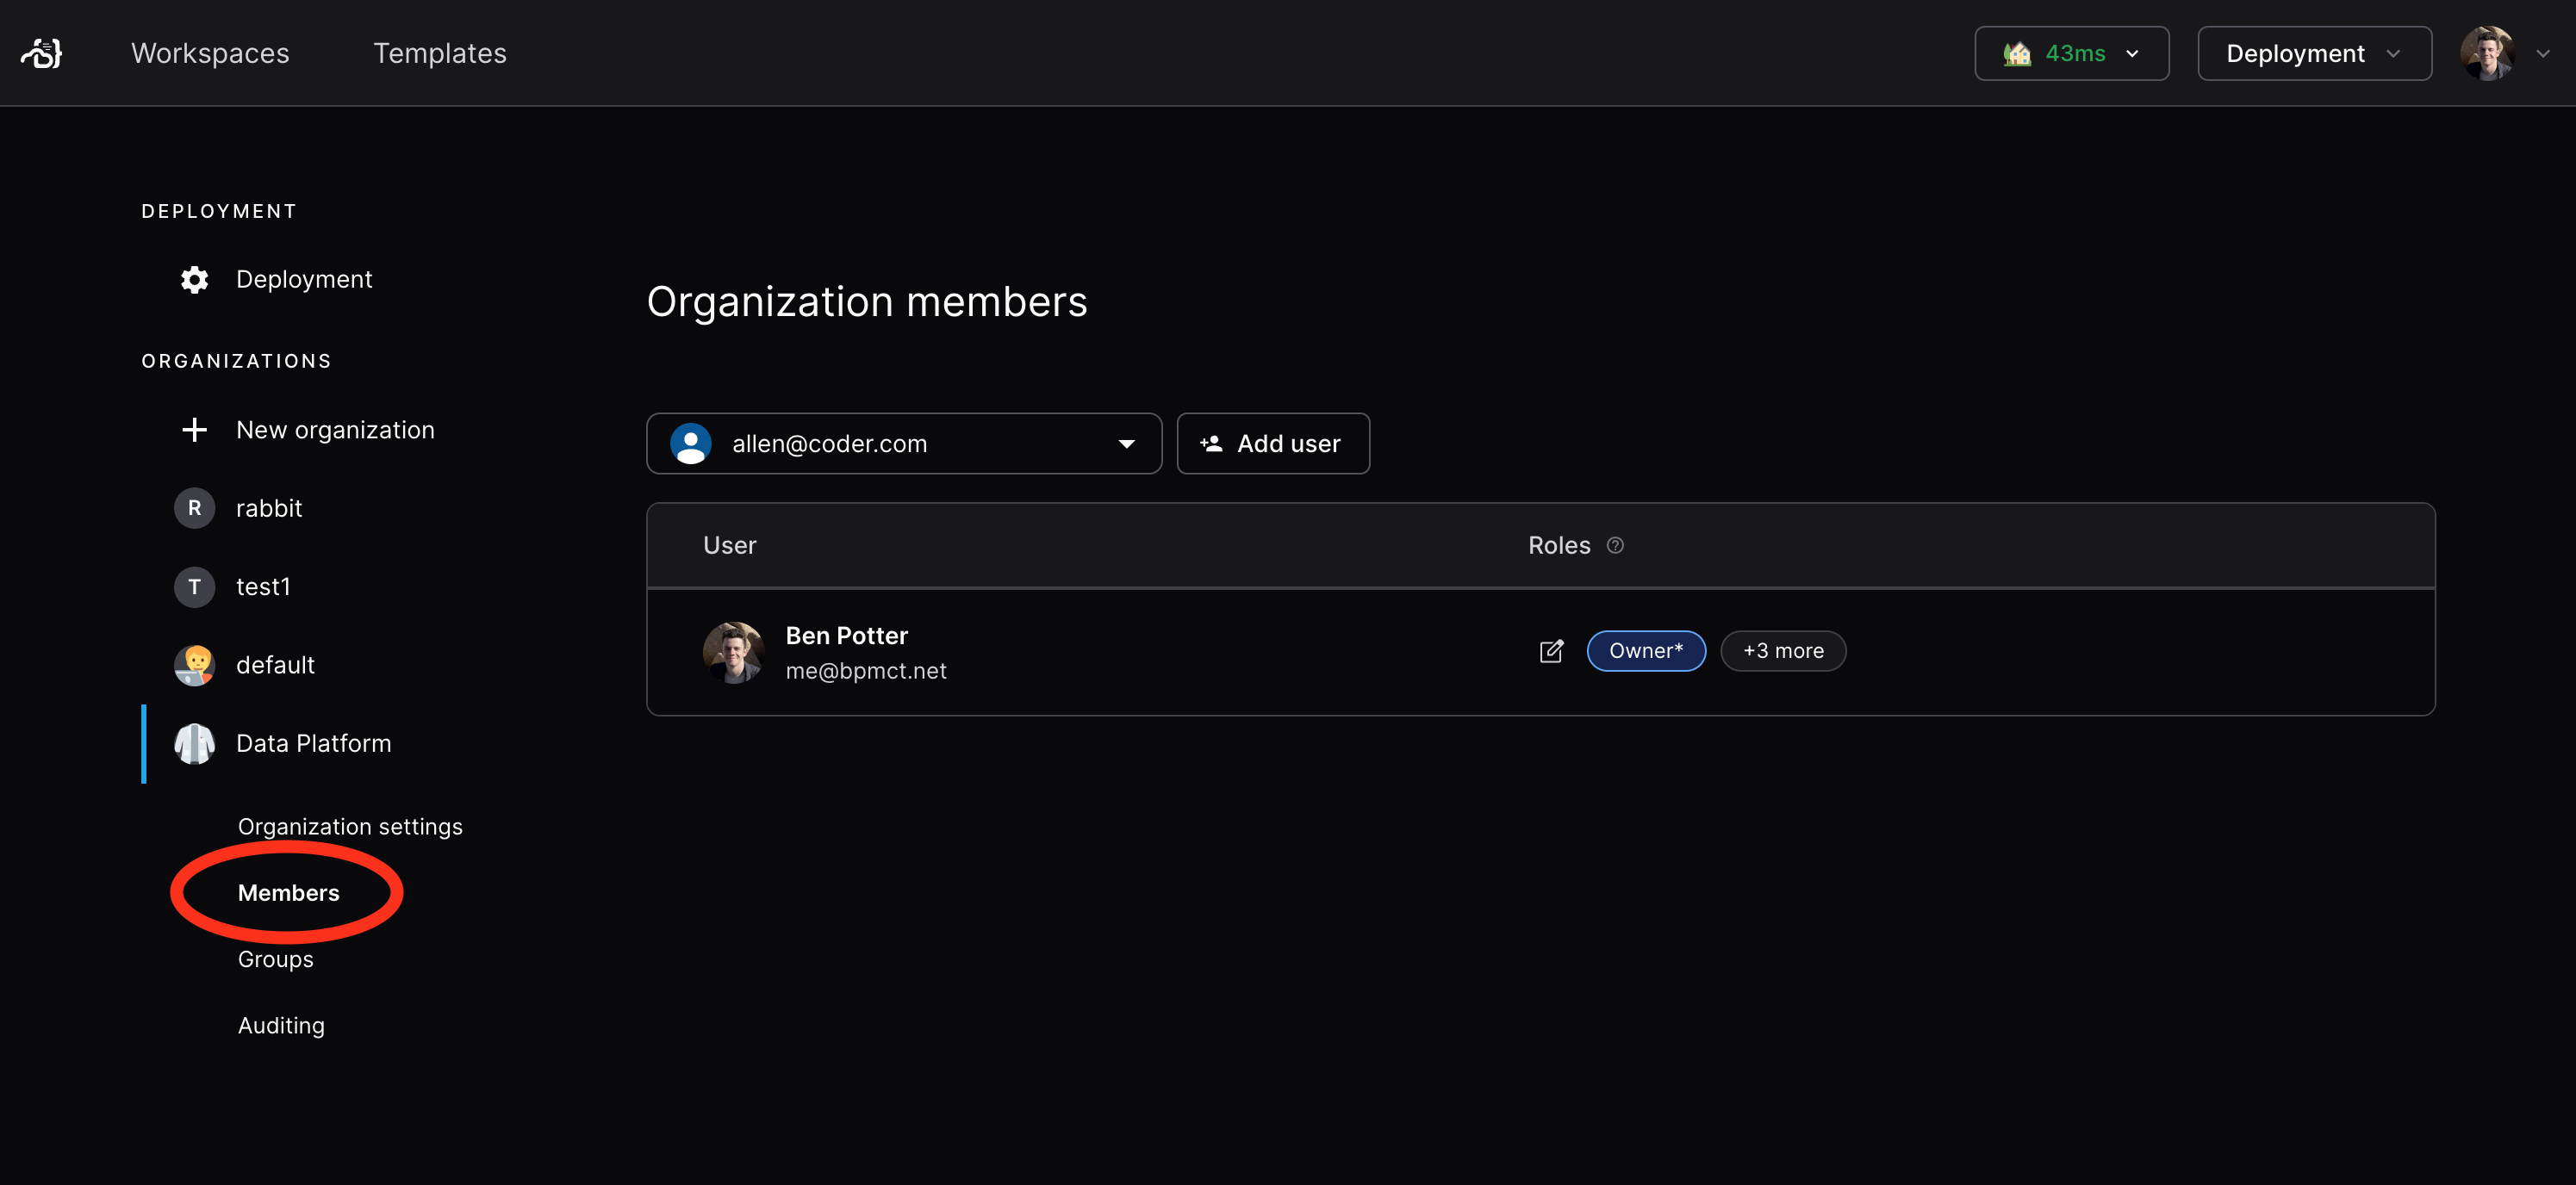 Workspaces
Templates
43ms
Deployment
DEPLOYMENT
Deployment
ORGANIZATIONS
New organization
R rabbit
T test1
default
Data Platform
Organization settings
Members
Groups
Auditing
Organization members
allen@coder.com
Add user
User Roles
Ben Potter
me@bpmct.net
Owner* +3 more